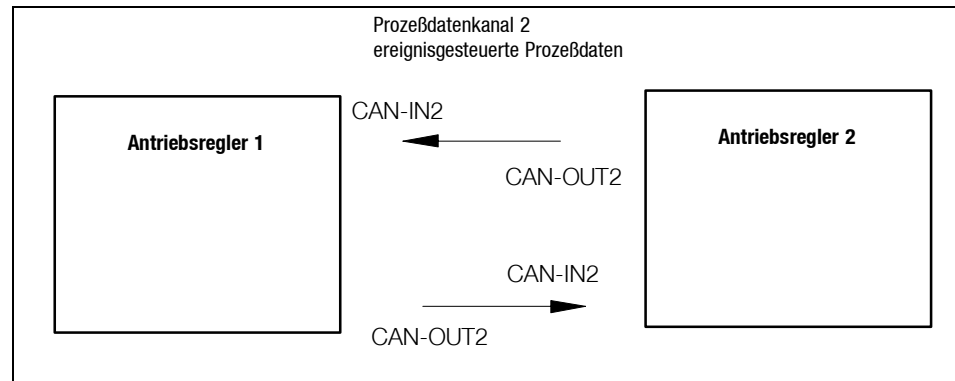 Prozeßdatenkanal 2
ereignisgesteuerte Prozeßdaten
CAN-IN2
Antriebsregler 1
Antriebsregler 2
CAN-OUT2
CAN-IN2
CAN-OUT2